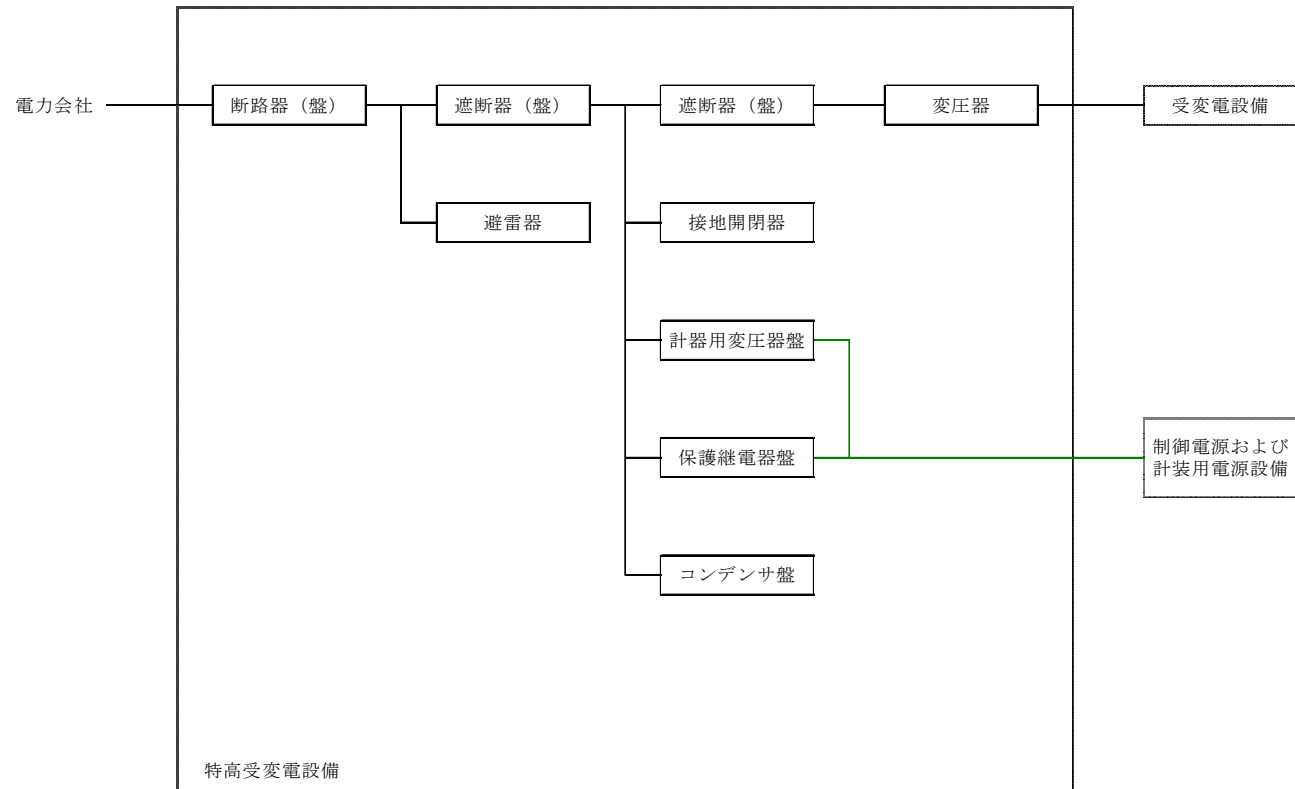 電力会社
断路器（盤）
遮断器（盤）
遮断器（盤）
変圧器
受変電設備
避雷器
接地開閉器
計器用変圧器盤
保護継電器盤
制御電源および
計装用電源設備
コンデンサ盤
特高受変電設備